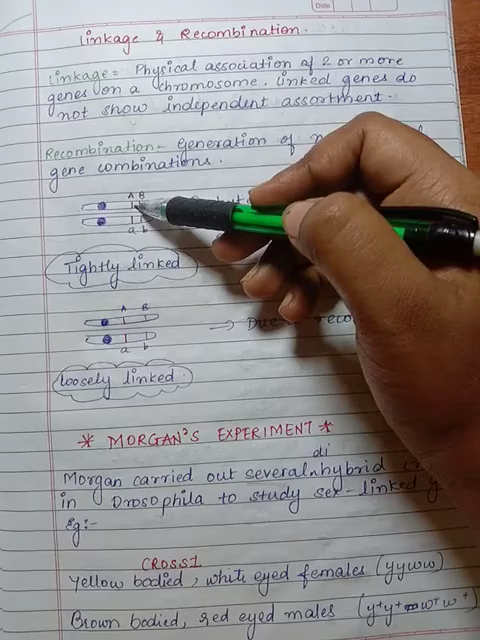 Date
Linkage & Recombination.
Linkage = Physical association of 2 or more
genes on a chromosome. Linked genes do
not show independent assortment.
Recombination - Generation of
gene combinations.
A B
a b
Tightly linked
A B
=> Due
a b
loosely linked
* MORGAN'S EXPERIMENT *
di
Morgan carried out several hybrid
in Drosophila to study sex-linked
Eg:-
CROSS 1
Yellow bodied, white eyed females (yyww)
Brown bodied, red eyed males (y+y+ w+w+)